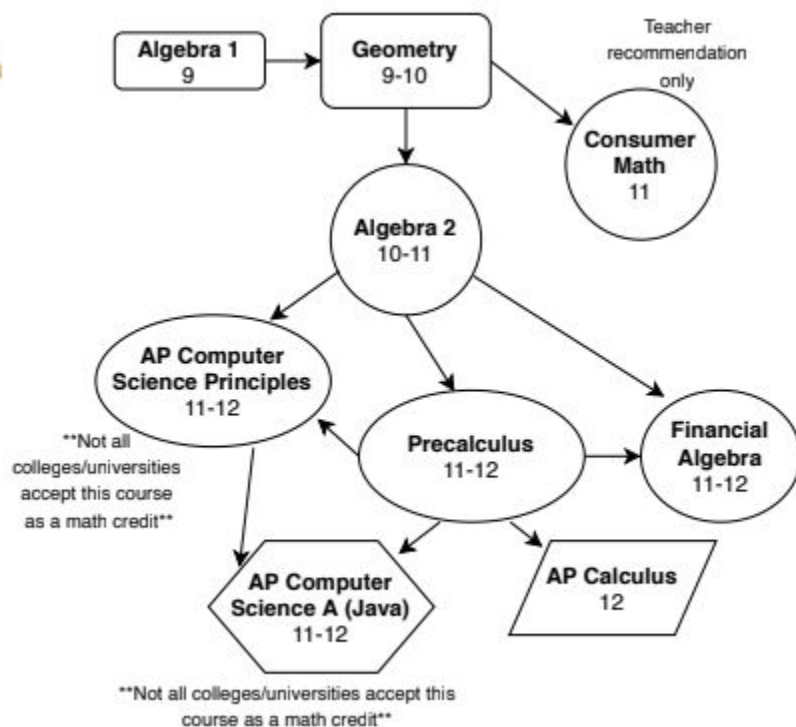 Algebra 1
9
Geometry
9-10
Teacher
recommendation
only
Consumer
Math
11
Algebra 2
10-11
AP Computer
Science Principles
11-12
**Not all
colleges/universities
accept this course
as a math credit**
Precalculus
11-12
Financial
Algebra
11-12
AP Computer
Science A (Java)
11-12
AP Calculus
12
**Not all colleges/universities accept this
course as a math credit**